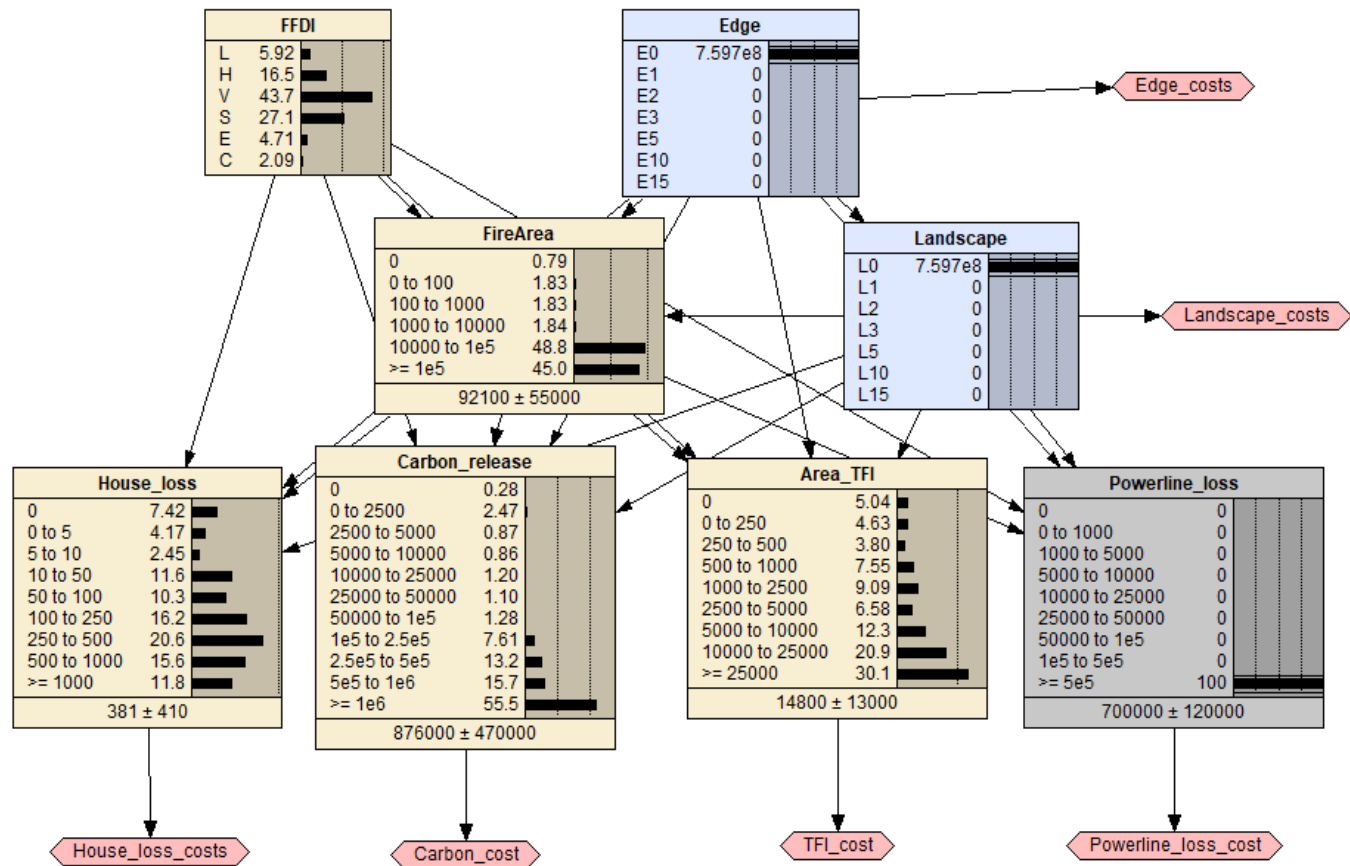 FFDI
L 5.92
H 16.5
V 43.7
S 27.1
E 4.71
C 2.09
Edge
E0 7.597e8
E1 0
E2 0
E3 0
E5 0
E10 0
E15 0
Edge_costs
FireArea
0 0.79
0 to 100 1.83
100 to 1000 1.83
1000 to 10000 1.84
10000 to 1e5 48.8
>= 1e5 45.0
92100 ± 55000
Landscape
L0 7.597e8
L1 0
L2 0
L3 0
L5 0
L10 0
L15 0
Landscape_costs
House_loss
0 7.42
0 to 5 4.17
5 to 10 2.45
10 to 50 11.6
50 to 100 10.3
100 to 250 16.2
250 to 500 20.6
500 to 1000 15.6
>= 1000 11.8
381 ± 410
Carbon_release
0 0.28
0 to 2500 2.47
2500 to 5000 0.87
5000 to 10000 0.86
10000 to 25000 1.20
25000 to 50000 1.10
50000 to 1e5 1.28
1e5 to 2.5e5 7.61
2.5e5 to 5e5 13.2
5e5 to 1e6 15.7
>= 1e6 55.5
876000 ± 470000
Area_TFI
0 5.04
0 to 250 4.63
250 to 500 3.80
500 to 1000 7.55
1000 to 2500 9.09
2500 to 5000 6.58
5000 to 10000 12.3
10000 to 25000 20.9
>= 25000 30.1
14800 ± 13000
Powerline_loss
0 0
0 to 1000 0
1000 to 5000 0
5000 to 10000 0
10000 to 25000 0
25000 to 50000 0
50000 to 1e5 0
1e5 to 5e5 0
>= 5e5 100
700000 ± 120000
House_loss_costs
Carbon_cost
TFI_cost
Powerline_loss_cost